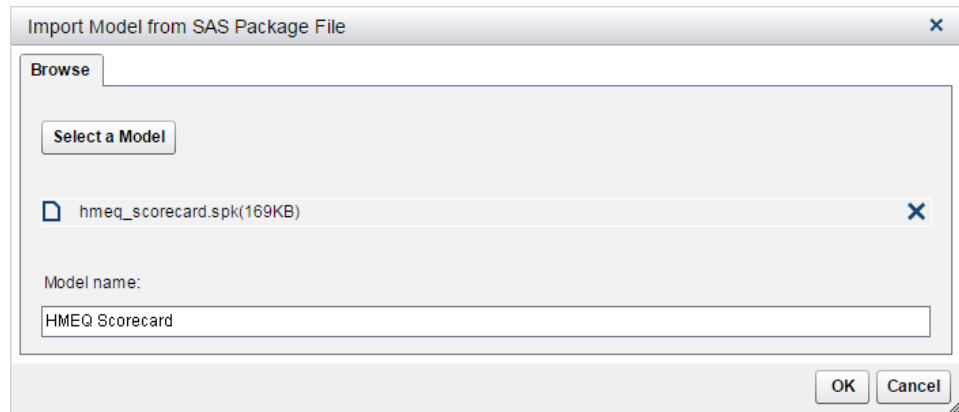 Import Model from SAS Package File
Browse
Select a Model
hmeq_scorecard.spk(169KB)
Model name:
HMEQ Scorecard
OK Cancel